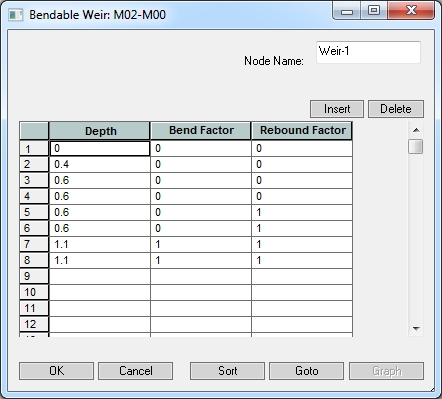 Bendable Weir: M02-M00
Node Name: Weir-1
Insert Delete
Depth Bend Factor Rebound Factor
1 0 0 0
2 0.4 0 0
3 0.6 0 0
4 0.6 0 0
5 0.6 0 1
6 0.6 0 1
7 1.1 1 1
8 1.1 1 1
9
10
11
12
OK Cancel Sort Goto Graph